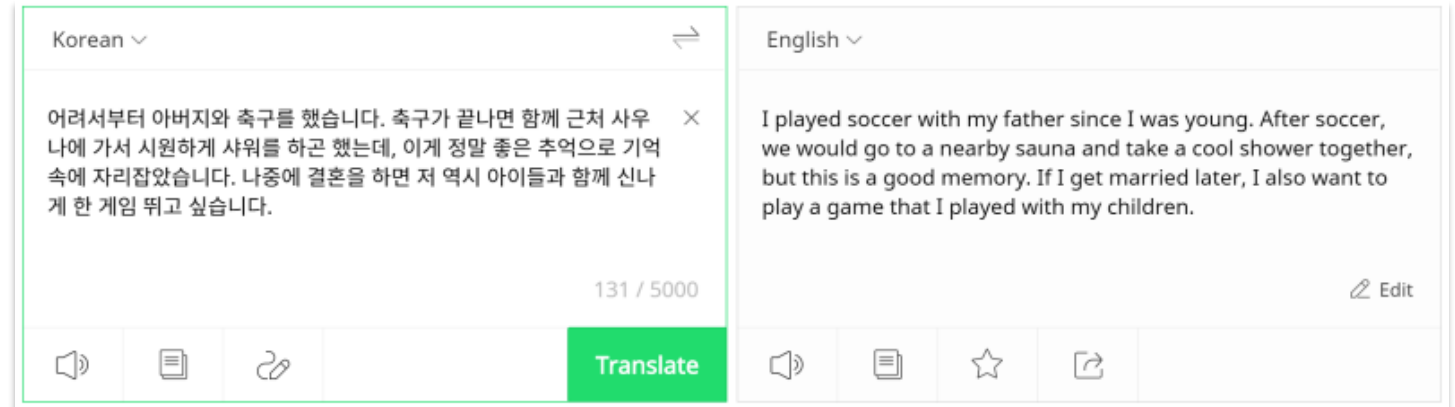 Korean
English
어려서부터 아버지와 축구를 했습니다. 축구가 끝나면 함께 근처 사우
나에 가서 시원하게 샤워를 하곤 했는데, 이게 정말 좋은 추억으로 기억
속에 자리잡았습니다. 나중에 결혼을 하면 저 역시 아이들과 함께 신나
게 한 게임 뛰고 싶습니다.
131 / 5000
Translate
I played soccer with my father since I was young. After soccer,
we would go to a nearby sauna and take a cool shower together,
but this is a good memory. If I get married later, I also want to
play a game that I played with my children.
Edit